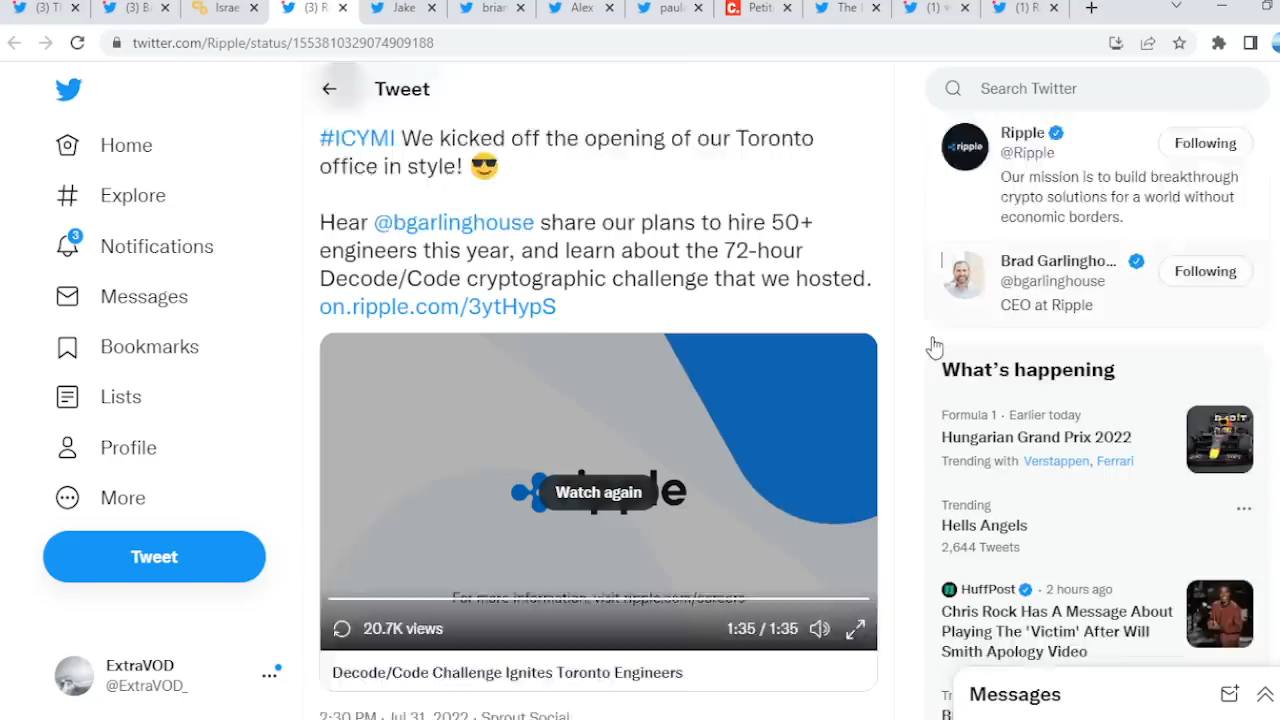 (3) T
(3) B
Israe
(3) R
Jake
brian
Alex
paul
Petiti
The
(1)
(1) R
twitter.com/Ripple/status/1553810329074909188
Tweet
Search Twitter
Home
Explore
3
Notifications
Messages
Bookmarks
Lists
Profile
More
Tweet
ExtraVOD
@ExtraVOD_
#ICYMI We kicked off the opening of our Toronto
office in style! 😎
Hear @bgarlinghouse share our plans to hire 50+
engineers this year, and learn about the 72-hour
Decode/Code cryptographic challenge that we hosted.
on.ripple.com/3ytHypS
Watch again
For more information, visit ripple.com/careers
20.7K views
1:35 / 1:35
Decode/Code Challenge Ignites Toronto Engineers
2:30 PM · Jul 31, 2022 · Sprout Social
ripple
Ripple
@Ripple
Following
Our mission is to build breakthrough
crypto solutions for a world without
economic borders.
Brad Garlingho...
@bgarlinghouse
Following
CEO at Ripple
What's happening
Formula 1 · Earlier today
Hungarian Grand Prix 2022
Trending with Verstappen, Ferrari
Trending
Hells Angels
2,644 Tweets
HuffPost · 2 hours ago
Chris Rock Has A Message About
Playing The 'Victim' After Will
Smith Apology Video
Messages